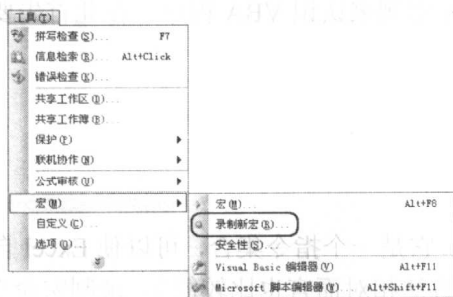 工具(T)
拼写检查(S)... F7
信息检索(R)... Alt+Click
错误检查(K)...
共享工作区(D)...
共享工作簿(B)...
保护(P)
联机协作(N)
公式审核(U)
宏(M)
自定义(C)...
选项(O)...
宏(M)... Alt+F8
录制新宏(R)...
安全性(S)...
Visual Basic 编辑器(V) Alt+F11
Microsoft 脚本编辑器(E) Alt+Shift+F11